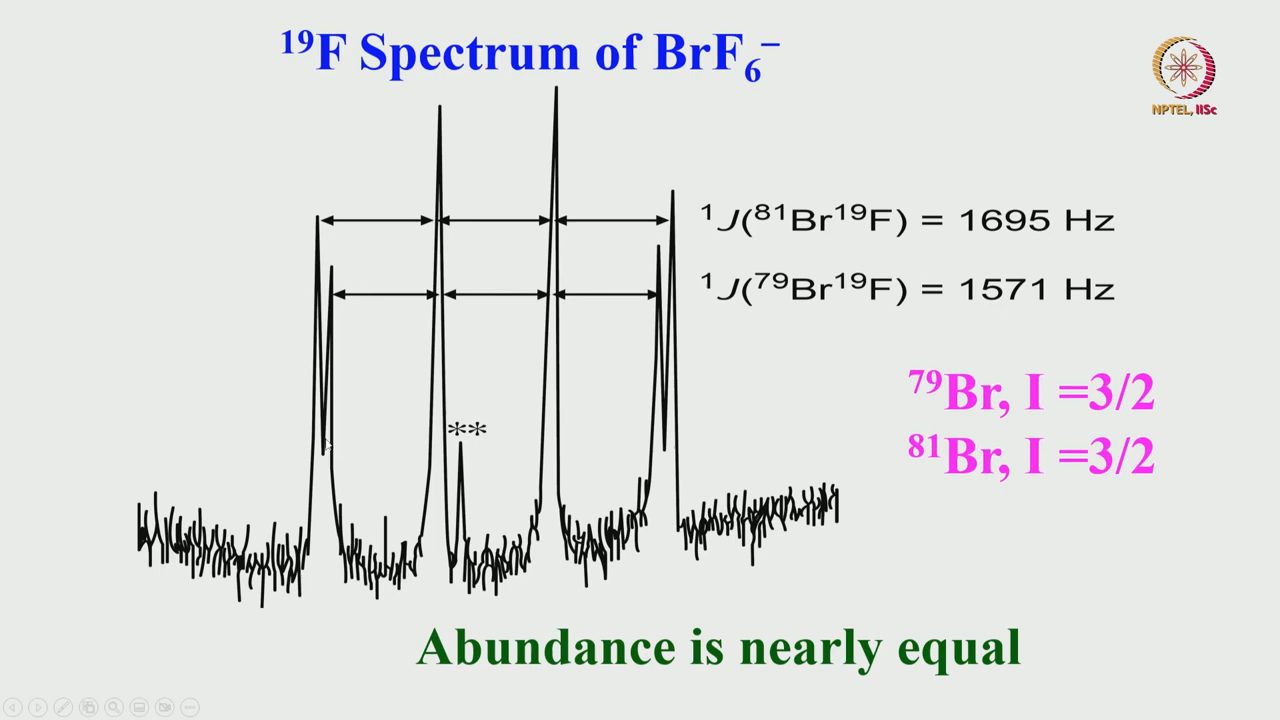 ¹⁹F Spectrum of BrF₆⁻
NPTEL, IISc
¹J(⁸¹Br¹⁹F) = 1695 Hz
¹J(⁷⁹Br¹⁹F) = 1571 Hz
⁷⁹Br, I =3/2
**
⁸¹Br, I =3/2
Abundance is nearly equal